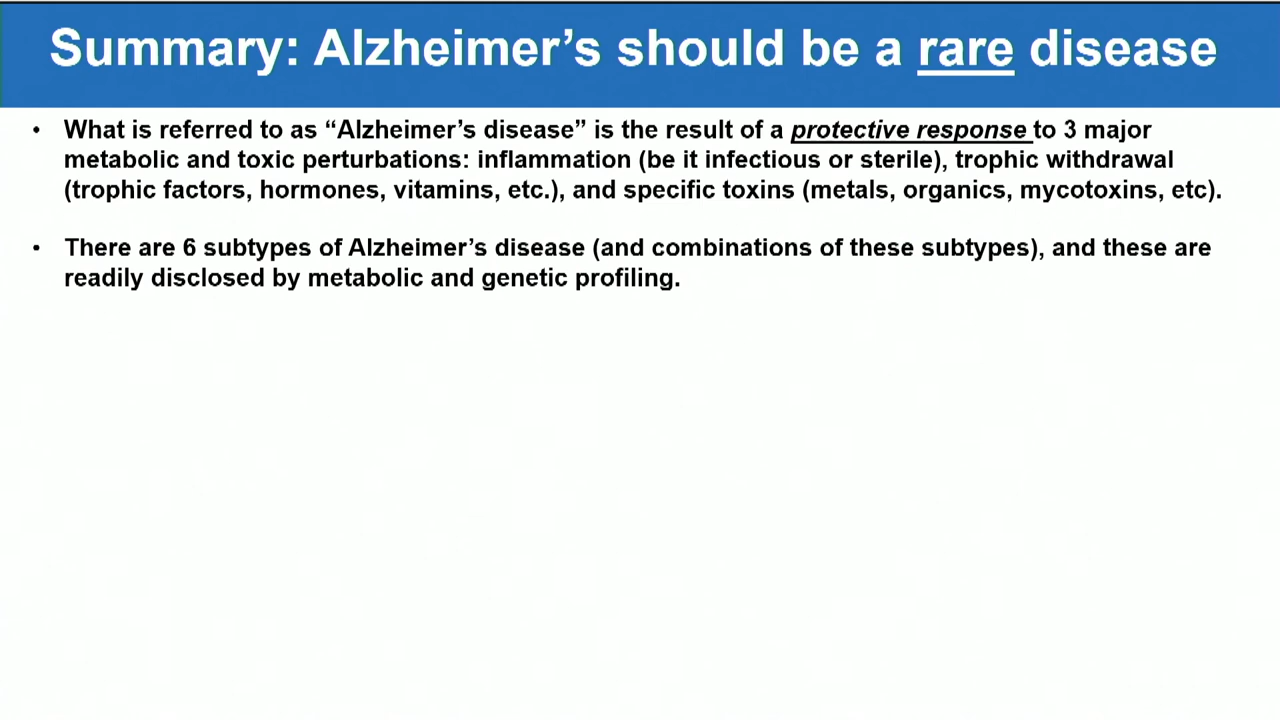 Summary: Alzheimer’s should be a rare disease
• What is referred to as “Alzheimer’s disease” is the result of a protective response to 3 major
metabolic and toxic perturbations: inflammation (be it infectious or sterile), trophic withdrawal
(trophic factors, hormones, vitamins, etc.), and specific toxins (metals, organics, mycotoxins, etc).
• There are 6 subtypes of Alzheimer’s disease (and combinations of these subtypes), and these are
readily disclosed by metabolic and genetic profiling.